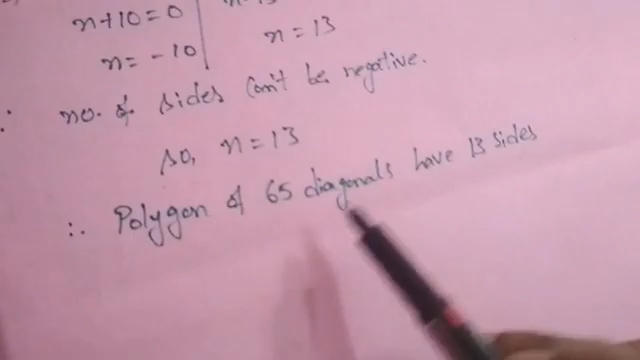 n+10=0
n=-10
n=13
∵ no. of sides can't be negative.
so, n=13
∴ Polygon of 65 diagonals have 13 sides